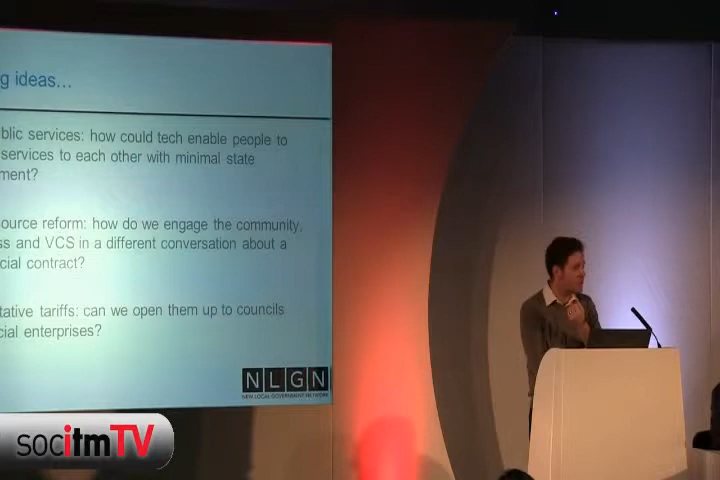 g ideas...
blic services: how could tech enable people to
services to each other with minimal state
ment?
ource reform: how do we engage the community,
ss and VCS in a different conversation about a
cial contract?
tative tariffs: can we open them up to councils
cial enterprises?
NLGN
NEW LOCAL GOVERNMENT NETWORK
socitmTV